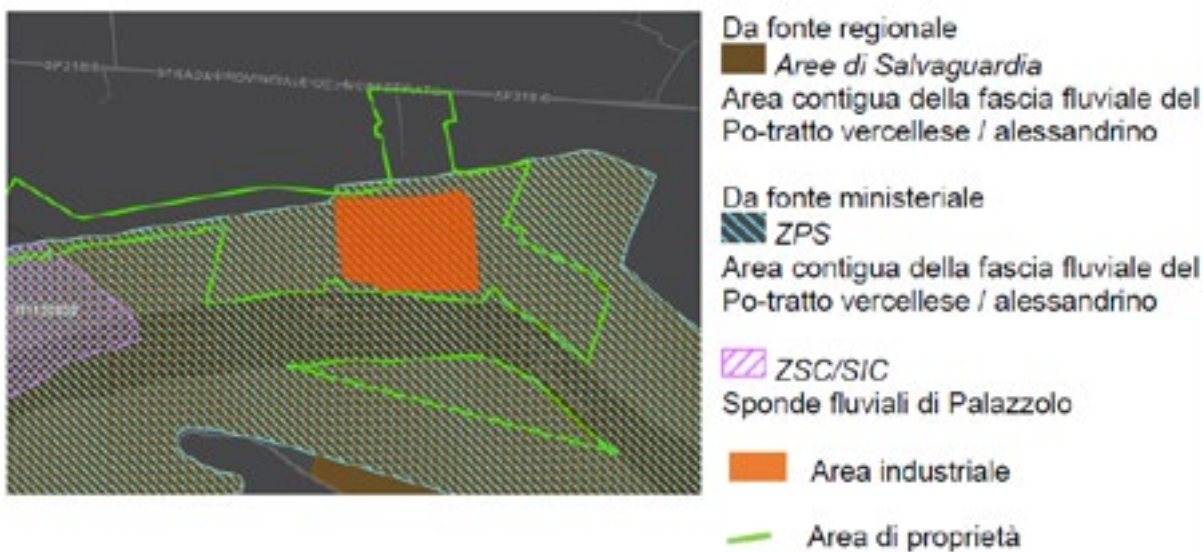 Da fonte regionale
Aree di Salvaguardia
Area contigua della fascia fluviale del
Po-tratto vercellese / alessandrino
Da fonte ministeriale
ZPS
Area contigua della fascia fluviale del
Po-tratto vercellese / alessandrino
ZSC/SIC
Sponde fluviali di Palazzolo
Area industriale
Area di proprietà